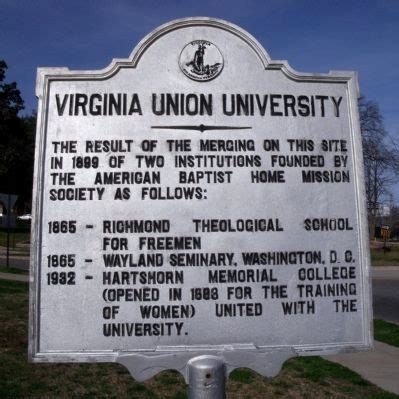 VIRGINIA UNION UNIVERSITY
THE RESULT OF THE MERGING ON THIS SITE
IN 1899 OF TWO INSTITUTIONS FOUNDED BY
THE AMERICAN BAPTIST HOME MISSION
SOCIETY AS FOLLOWS:
1865 - RICHMOND THEOLOGICAL SCHOOL
FOR FREEMEN
1865 - WAYLAND SEMINARY, WASHINGTON, D. C.
1932 - HARTSHORN MEMORIAL COLLEGE
(OPENED IN 1883 FOR THE TRAINING
OF WOMEN) UNITED WITH THE
UNIVERSITY.